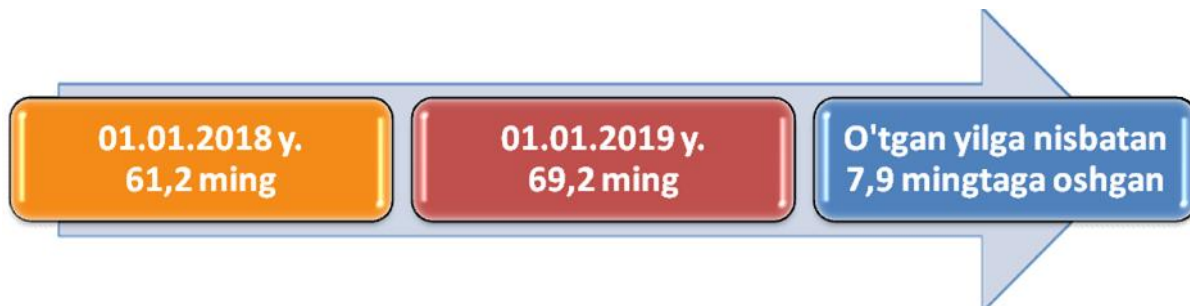 01.01.2018 y.
61,2 ming
01.01.2019 y.
69,2 ming
O'tgan yilga nisbatan
7,9 mingtaga oshgan